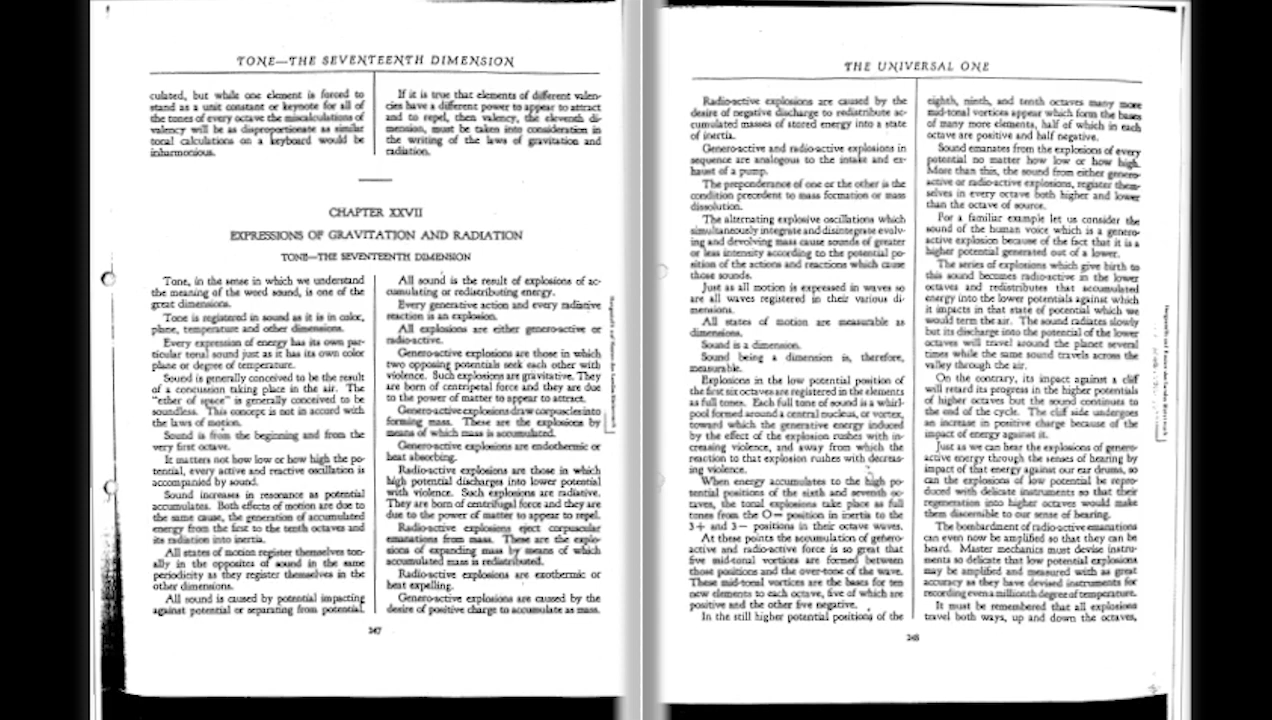 TONE—THE SEVENTEENTH DIMENSION
culated, but while one element is forced to
stand as a unit constant or keynote for all of
the tones of every octave the miscalculations of
valency will be as disproportionate as similar
tonal calculations on a keyboard would be
inharmonious.
If it is true that elements of different valen-
cies have a different power to appear to attract
and to repel, then valency, the eleventh di-
mension, must be taken into consideration in
the writing of the laws of gravitation and
radiation.
CHAPTER XXVII
EXPRESSIONS OF GRAVITATION AND RADIATION
TONE—THE SEVENTEENTH DIMENSION
Tone, in the sense in which we understand
the meaning of the word sound, is one of the
great dimensions.
Tone is registered in sound as it is in color,
plane, temperature and other dimensions.
Every expression of energy has its own par-
ticular tonal sound just as it has its own color
plane or degree of temperature.
Sound is generally conceived to be the result
of a concussion taking place in the air. The
"ether of space" is generally conceived to be
soundless. This concept is not in accord with
the laws of motion.
Sound is from the beginning and from the
very first octave.
It matters not how low or how high the po-
tential, every active and reactive oscillation is
accompanied by sound.
Sound increases in resonance as potential
accumulates. Both effects of motion are due to
the same cause, the generation of accumulated
energy from the first to the tenth octaves and
its radiation into inertia.
All states of motion register themselves ton-
ally in the opposites of sound in the same
periodicity as they register themselves in the
other dimensions.
All sound is caused by potential impacting
against potential or separating from potential.
All sound is the result of explosions of ac-
cumulating or redistributing energy.
Every generative action and every radiative
reaction is an explosion.
All explosions are either genero-active or
radio-active.
Genero-active explosions are those in which
two opposing potentials seek each other with
violence. Such explosions are gravitative. They
are born of centripetal force and they are due
to the power of matter to appear to attract.
Genero-active explosions draw corpuscles into
forming mass. These are the explosions by
means of which mass is accumulated.
Genero-active explosions are endothermic or
heat absorbing.
Radio-active explosions are those in which
high potential discharges into lower potential
with violence. Such explosions are radiative.
They are born of centrifugal force and they are
due to the power of matter to appear to repel.
Radio-active explosions eject corpuscular
emanations from mass. These are the explo-
sions of expanding mass by means of which
accumulated mass is redistributed.
Radio-active explosions are exothermic or
heat expelling.
Genero-active explosions are caused by the
desire of positive charge to accumulate as mass.
247
THE UNIVERSAL ONE
Radio-active explosions are caused by the
desire of negative discharge to redistribute ac-
cumulated masses of stored energy into a state
of inertia.
Genero-active and radio-active explosions in
sequence are analogous to the intake and ex-
haust of a pump.
The preponderance of one or the other is the
condition precedent to mass formation or mass
dissolution.
The alternating explosive oscillations which
simultaneously integrate and disintegrate evolv-
ing and devolving mass cause sounds of greater
or less intensity according to the potential po-
sition of the actions and reactions which cause
those sounds.
Just as all motion is expressed in waves so
are all waves registered in their various di-
mensions.
All states of motion are measurable as
dimensions.
Sound is a dimension.
Sound being a dimension is, therefore,
measurable.
Explosions in the low potential position of
the first six octaves are registered in the elements
as full tones. Each full tone of sound is a whirl-
pool formed around a central nucleus, or vortex,
toward which the generative energy induced
by the effect of the explosion rushes with in-
creasing violence, and away from which the
reaction to that explosion rushes with decreas-
ing violence.
When energy accumulates to the high po-
tential positions of the sixth and seventh oc-
taves, the tonal explosions take place as full
tones from the O= position in inertia to the
3+ and 3− positions in their octave waves.
At these points the accumulation of genero-
active and radio-active force is so great that
five mid-tonal vortices are formed between
those positions and the over-tone of the wave.
These mid-tonal vortices are the bases for ten
new elements to each octave, five of which are
positive and the other five negative.
In the still higher potential positions of the
eighth, ninth, and tenth octaves many more
mid-tonal vortices appear which form the bases
of many more elements, half of which in each
octave are positive and half negative.
Sound emanates from the explosions of every
potential no matter how low or how high.
More than this, the sound from either genero-
active or radio-active explosions, register them-
selves in every octave both higher and lower
than the octave of source.
For a familiar example let us consider the
sound of the human voice which is a genero-
active explosion because of the fact that it is a
higher potential generated out of a lower.
The series of explosions which give birth to
this sound becomes radio-active in the lower
octaves and redistributes that accumulated
energy into the lower potentials against which
it impacts in that state of potential which we
would term the air. The sound radiates slowly
but its discharge into the potential of the lower
octaves will travel around the planet several
times while the same sound travels across the
valley through the air.
On the contrary, its impact against a cliff
will retard its progress in the higher potentials
of higher octaves but the sound continues to
the end of the cycle. The cliff side undergoes
an increase in positive charge because of the
impact of energy against it.
Just as we can hear the explosions of genero-
active energy through the senses of hearing by
impact of that energy against our ear drums, so
can the explosions of low potential be repro-
duced with delicate instruments so that their
regeneration into higher octaves would make
them discernible to our sense of hearing.
The bombardment of radio-active emanations
can even now be amplified so that they can be
heard. Master mechanics must devise instru-
ments so delicate that low potential explosions
may be amplified and measured with as great
accuracy as they have devised instruments for
recording even a millionth degree of temperature.
It must be remembered that all explosions
travel both ways, up and down the octaves,
248